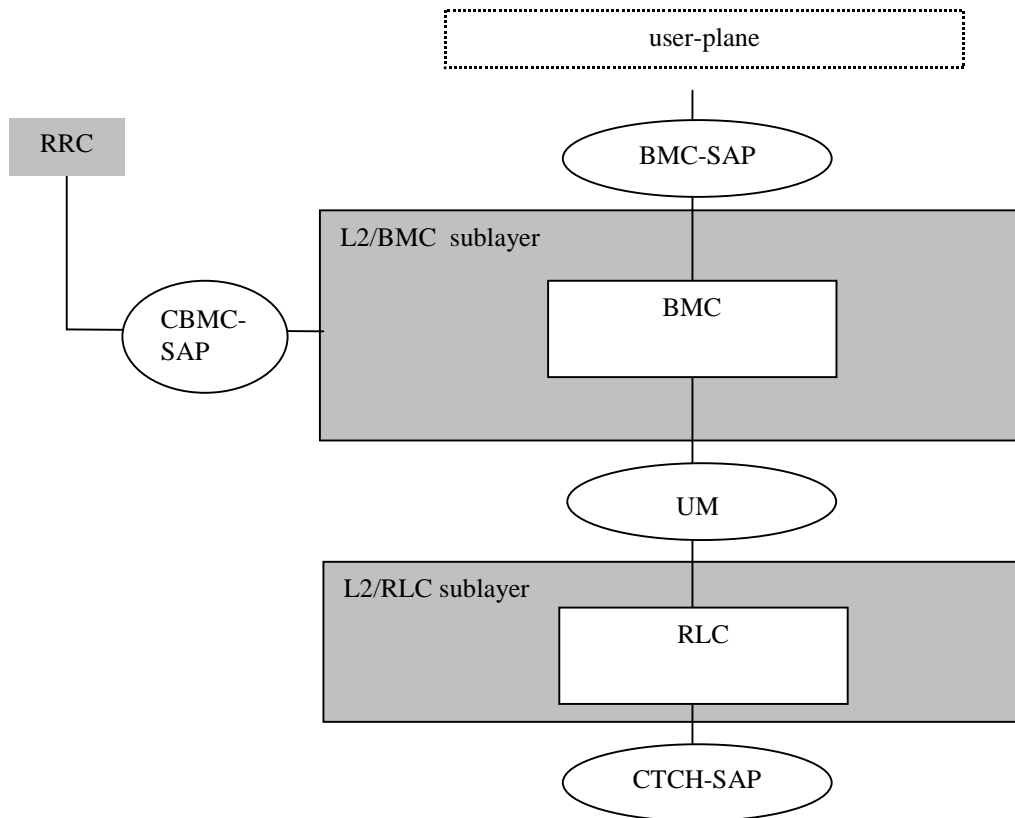 user-plane
RRC
BMC-SAP
L2/BMC sublayer
BMC
CBMC-
SAP
UM
L2/RLC sublayer
RLC
CTCH-SAP